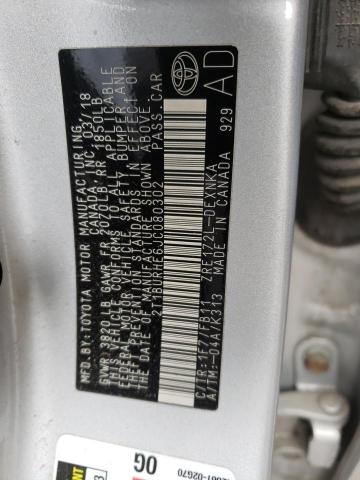 MFD.BY:TOYOTA MOTOR MANUFACTURING
CANADA, INC. 03/18
GVWR 3820LB GAWR FR 2070LB RR 1850LB
THIS VEHICLE CONFORMS TO ALL APPLICABLE
FEDERAL MOTOR VEHICLE SAFETY, BUMPER AND
THEFT PREVENTION STANDARDS IN EFFECT ON
THE DATE OF MANUFACTURE SHOWN ABOVE.
2T1BURHE6JC080302 PASS.CAR
C/TR:1F7/FB11 ZRE172L-DEXNKA
A/TM:-04A/K313 MADE IN CANADA 929
AD
0G